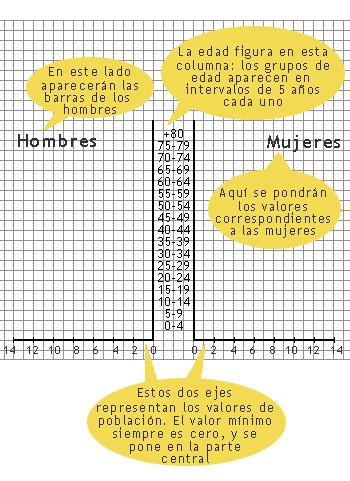 La edad figura en esta
columna: los grupos de
edad aparecen en
intervalos de 5 años
cada uno
En este lado
aparecerán las
barras de los
hombres
Hombres
Mujeres
+80
75-79
70-74
65-69
60-64
55-59
50-54
45-49
40-44
35-39
30-34
25-29
20-24
15-19
10-14
5-9
0-4
Aquí se pondrán
los valores
correspondientes
a las mujeres
14 12 10 8 6 4 2 0 0 2 4 6 8 10 12 14
Estos dos ejes
representan los valores de
población. El valor mínimo
siempre es cero, y se
pone en la parte
central